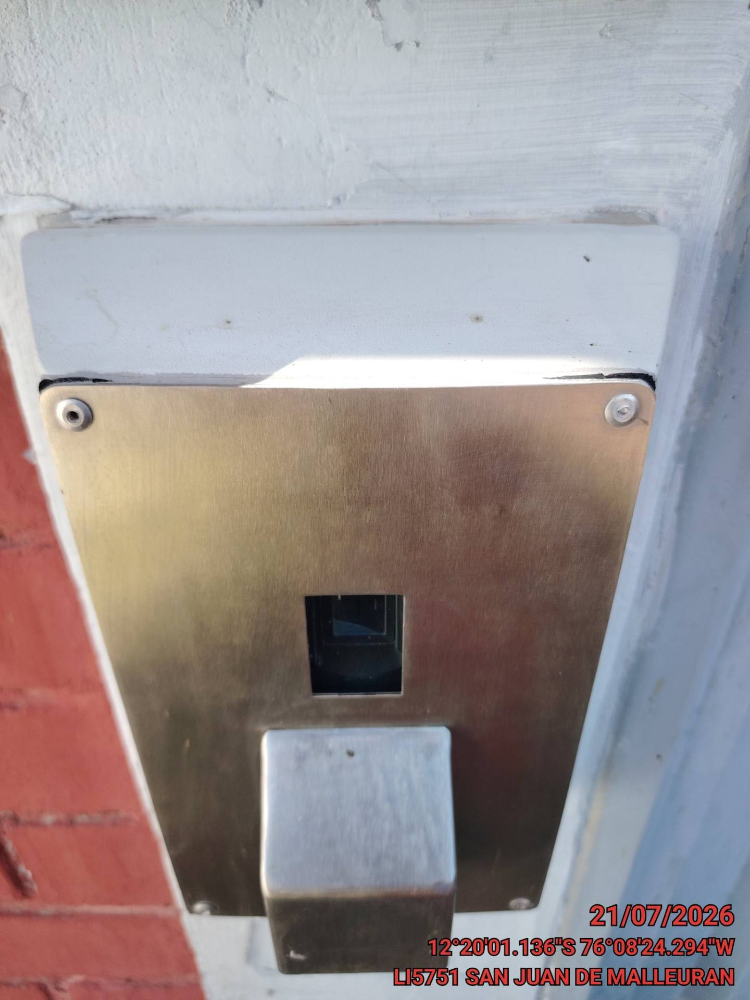 21/07/2026
12°20'01.136"S 76°08'24.294"W
LI5751 SAN JUAN DE MALLEURAN